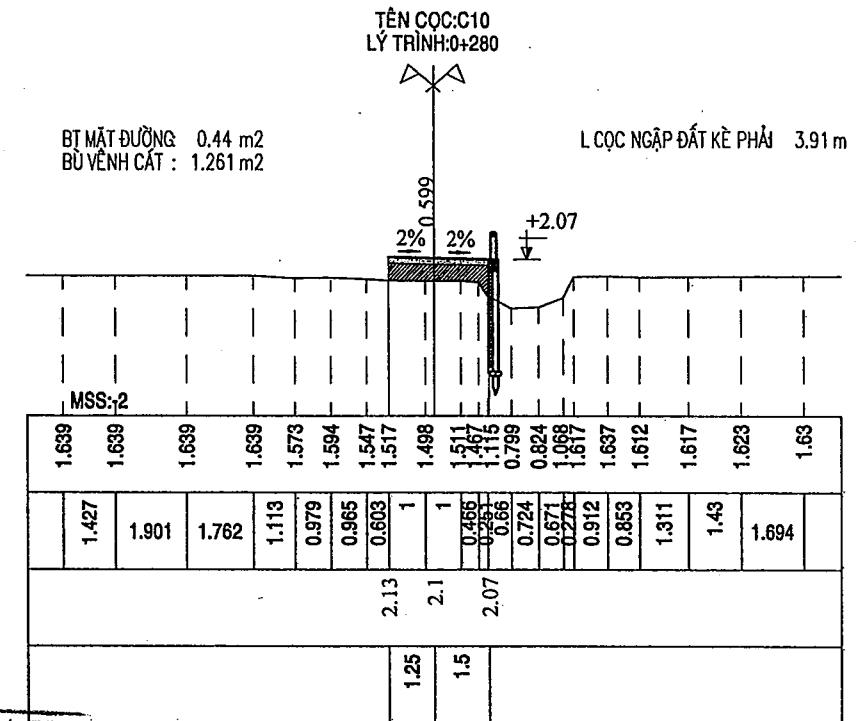 TÊN CỌC:C10
LÝ TRÌNH:0+280
BT MẶT ĐƯỜNG 0.44 m2
BÙ VÊNH CÁT : 1.261 m2
L CỌC NGẬP ĐẤT KÈ PHẢI 3.91 m
0.599
2% 2%
+2.07
MSS:-2
1.639 1.639 1.639 1.639 1.573 1.594 1.547 1.517 1.498 1.511 1.467 1.115 0.799 0.824 1.068 1.617 1.637 1.612 1.617 1.623 1.63
1.427 1.901 1.762 1.113 0.979 0.965 0.603 1 1 0.466 0.66 0.724 0.671 0.278 0.912 0.853 1.311 1.43 1.694
2.13 2.1 2.07
1.25 1.5